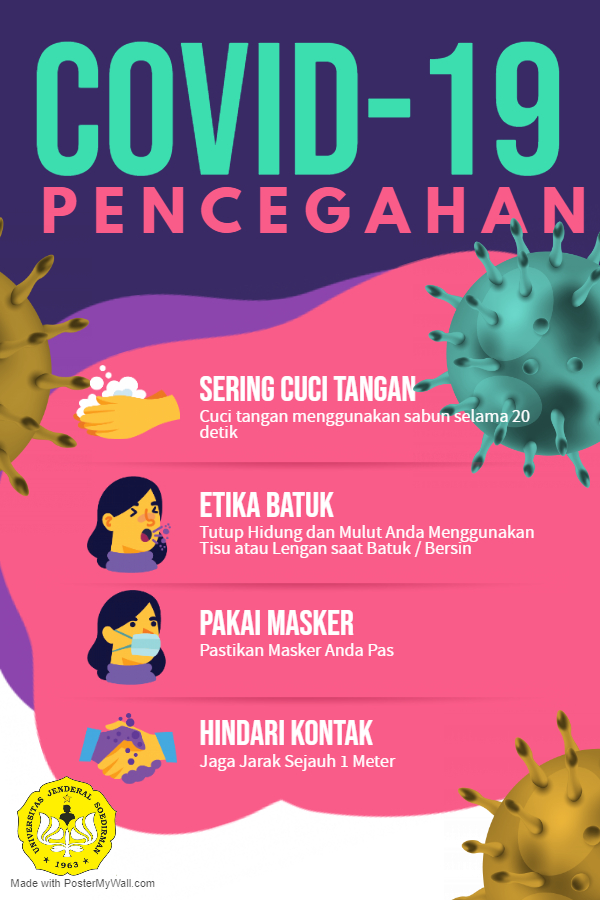 COVID-19
PENCEGAHAN
SERING CUCI TANGAN
Cuci tangan menggunakan sabun selama 20
detik
ETIKA BATUK
Tutup Hidung dan Mulut Anda Menggunakan
Tisu atau Lengan saat Batuk / Bersin
PAKAI MASKER
Pastikan Masker Anda Pas
HINDARI KONTAK
Jaga Jarak Sejauh 1 Meter
UNIVERSITAS JENDERAL SOEDIRMAN
1963
Made with PosterMyWall.com